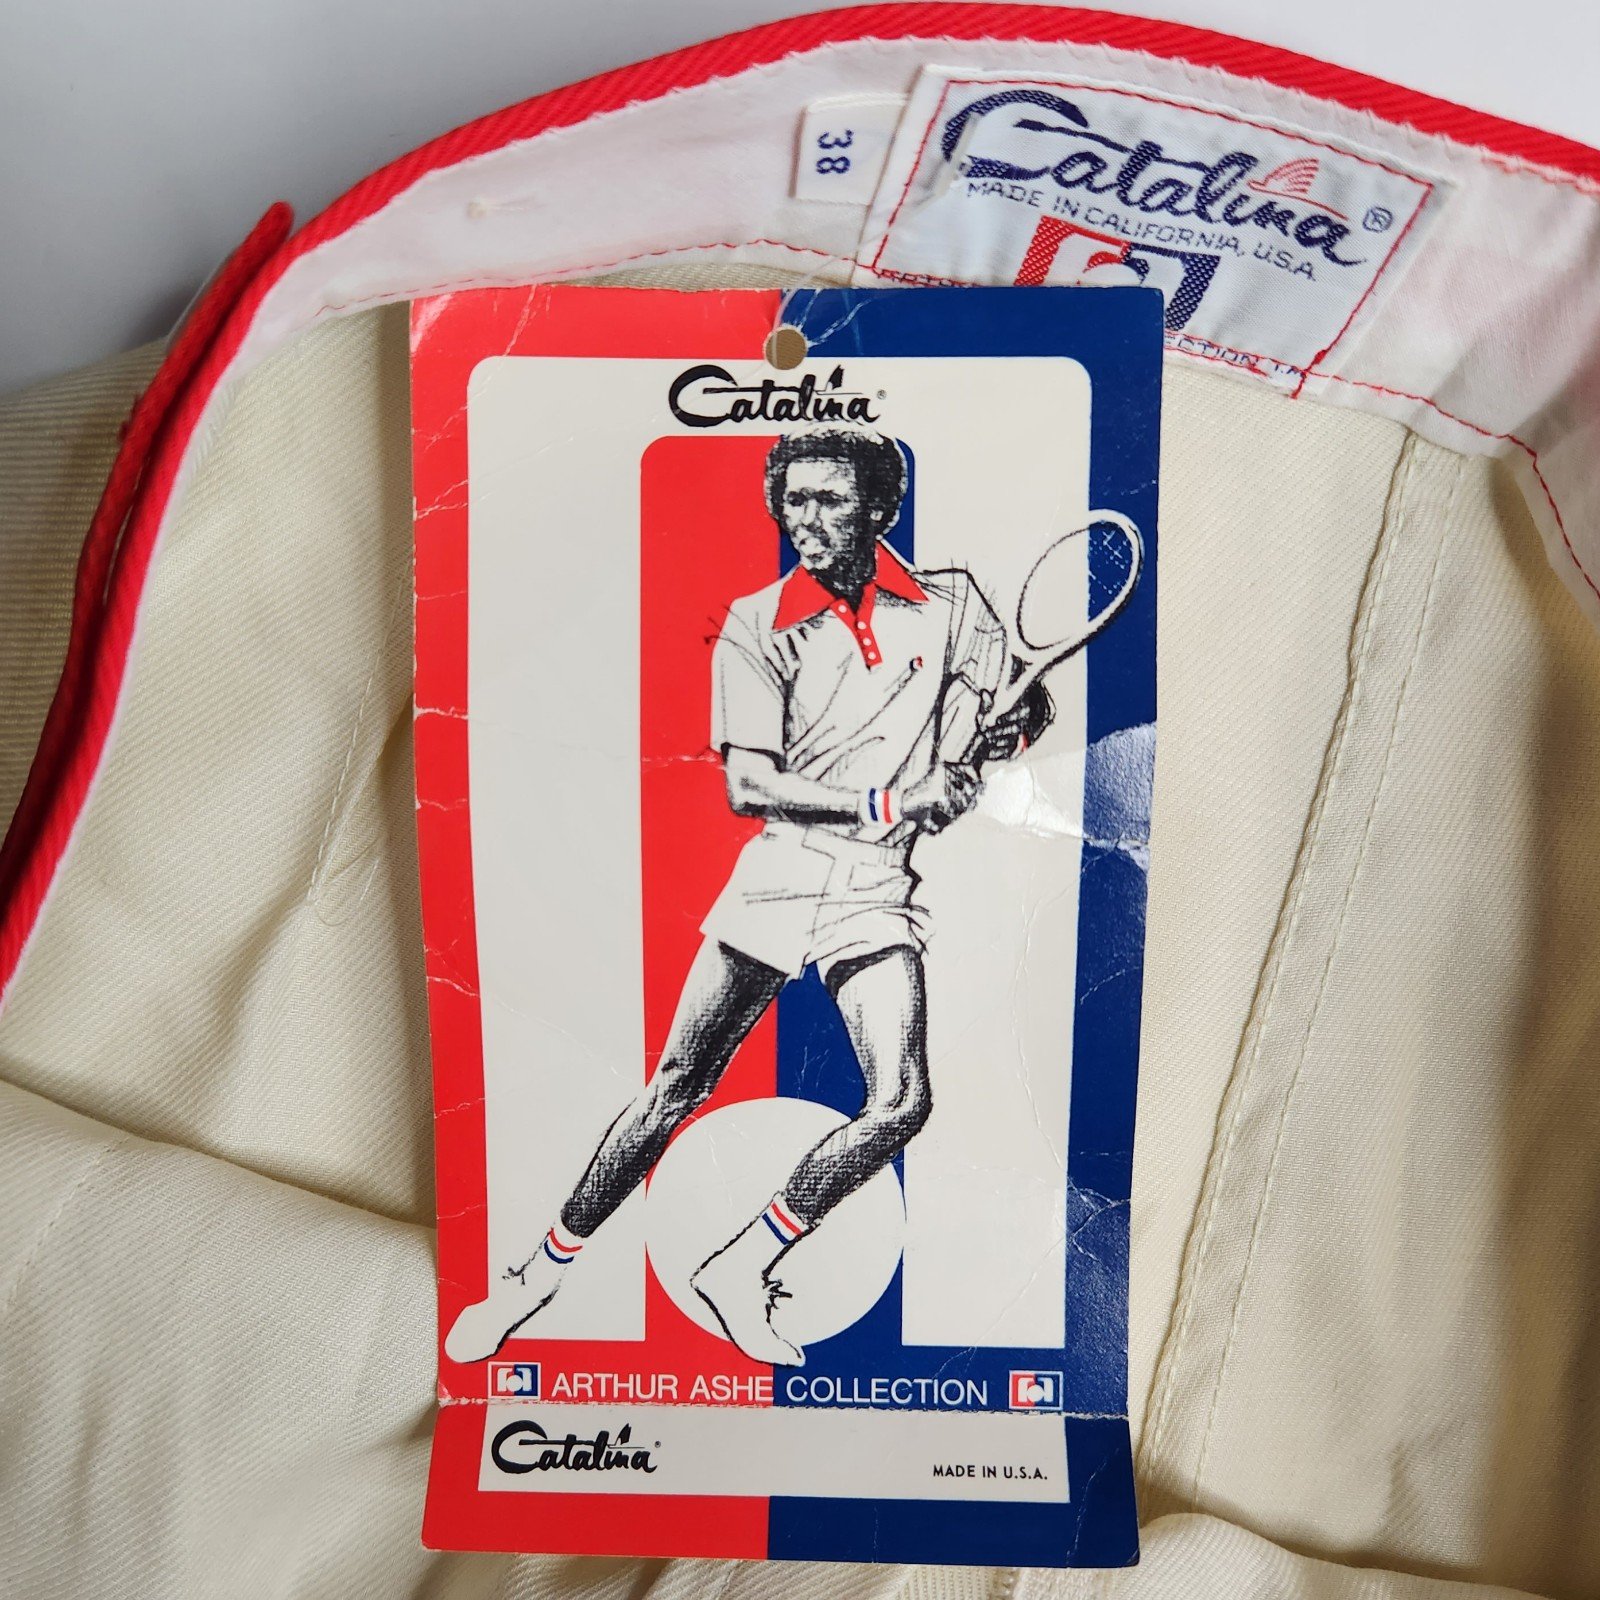 38
Catalina®
MADE IN CALIFORNIA, U.S.A.
Catalina®
ARTHUR ASHE COLLECTION
Catalina®
MADE IN U.S.A.